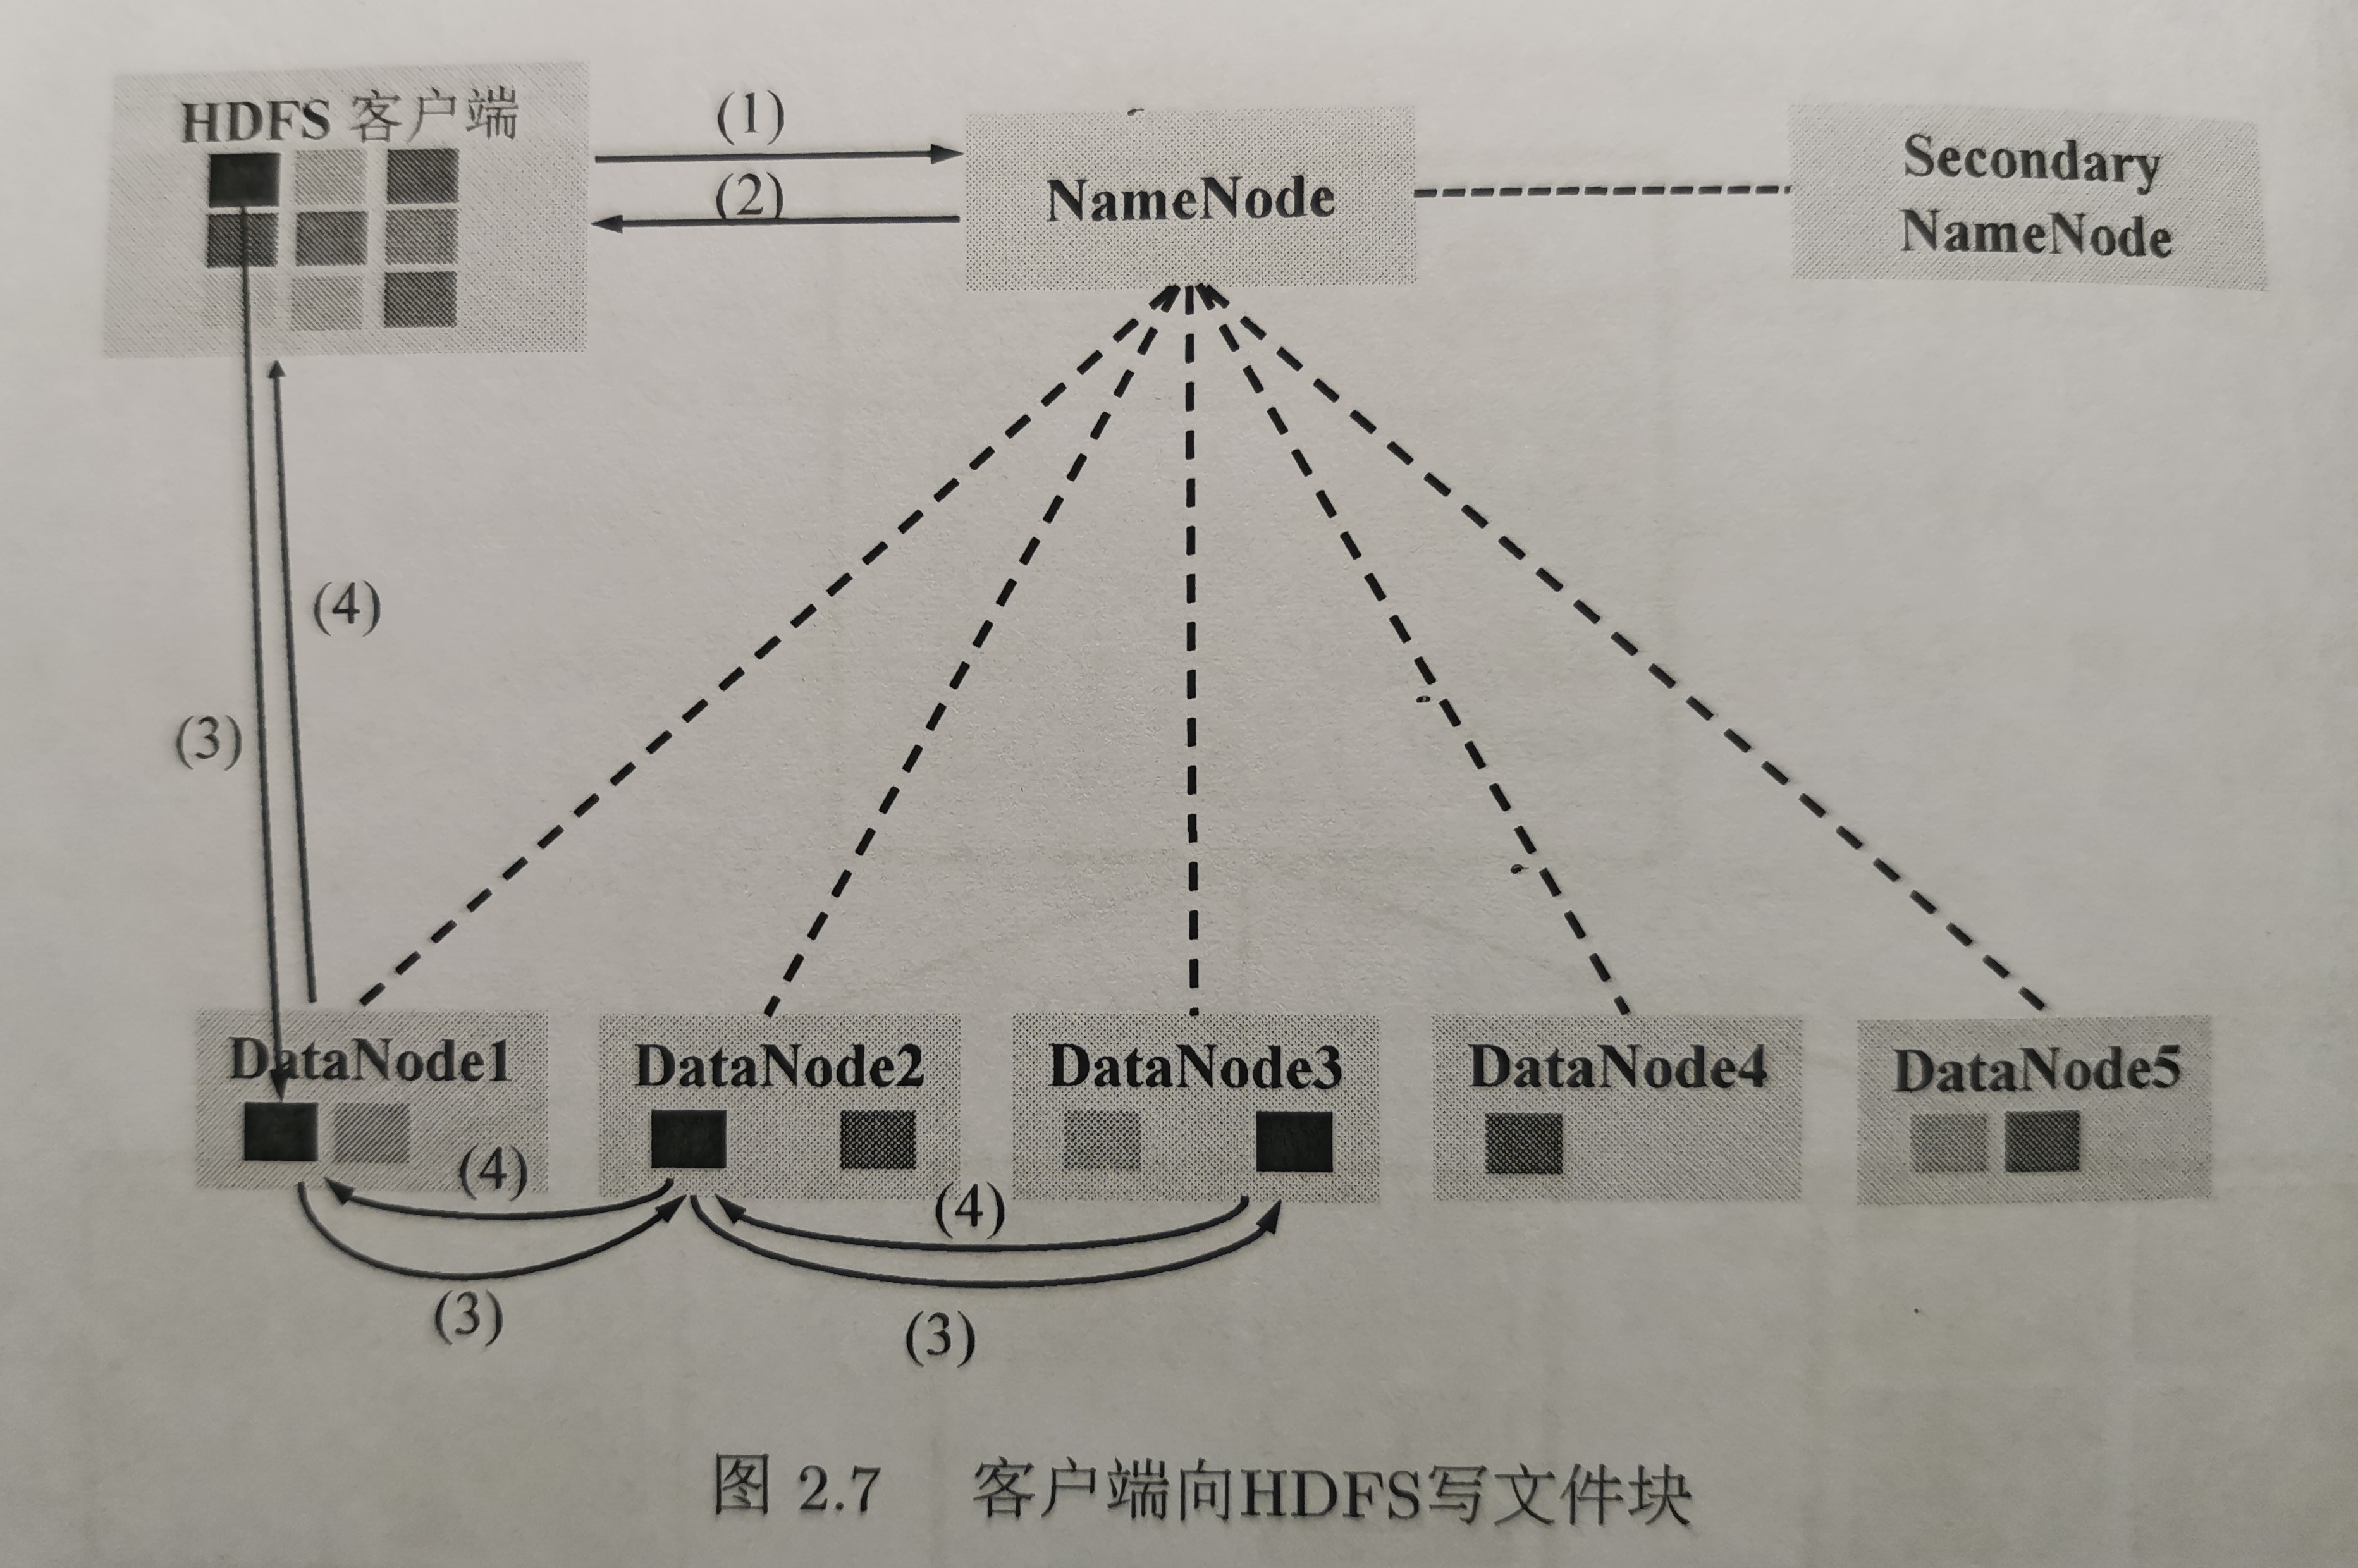 HDFS 客户端
(1)
(2)
NameNode
Secondary
NameNode
(4)
(3)
DataNode1
DataNode2
DataNode3
DataNode4
DataNode5
(4)
(4)
(3)
(3)
图 2.7 客户端向HDFS写文件块